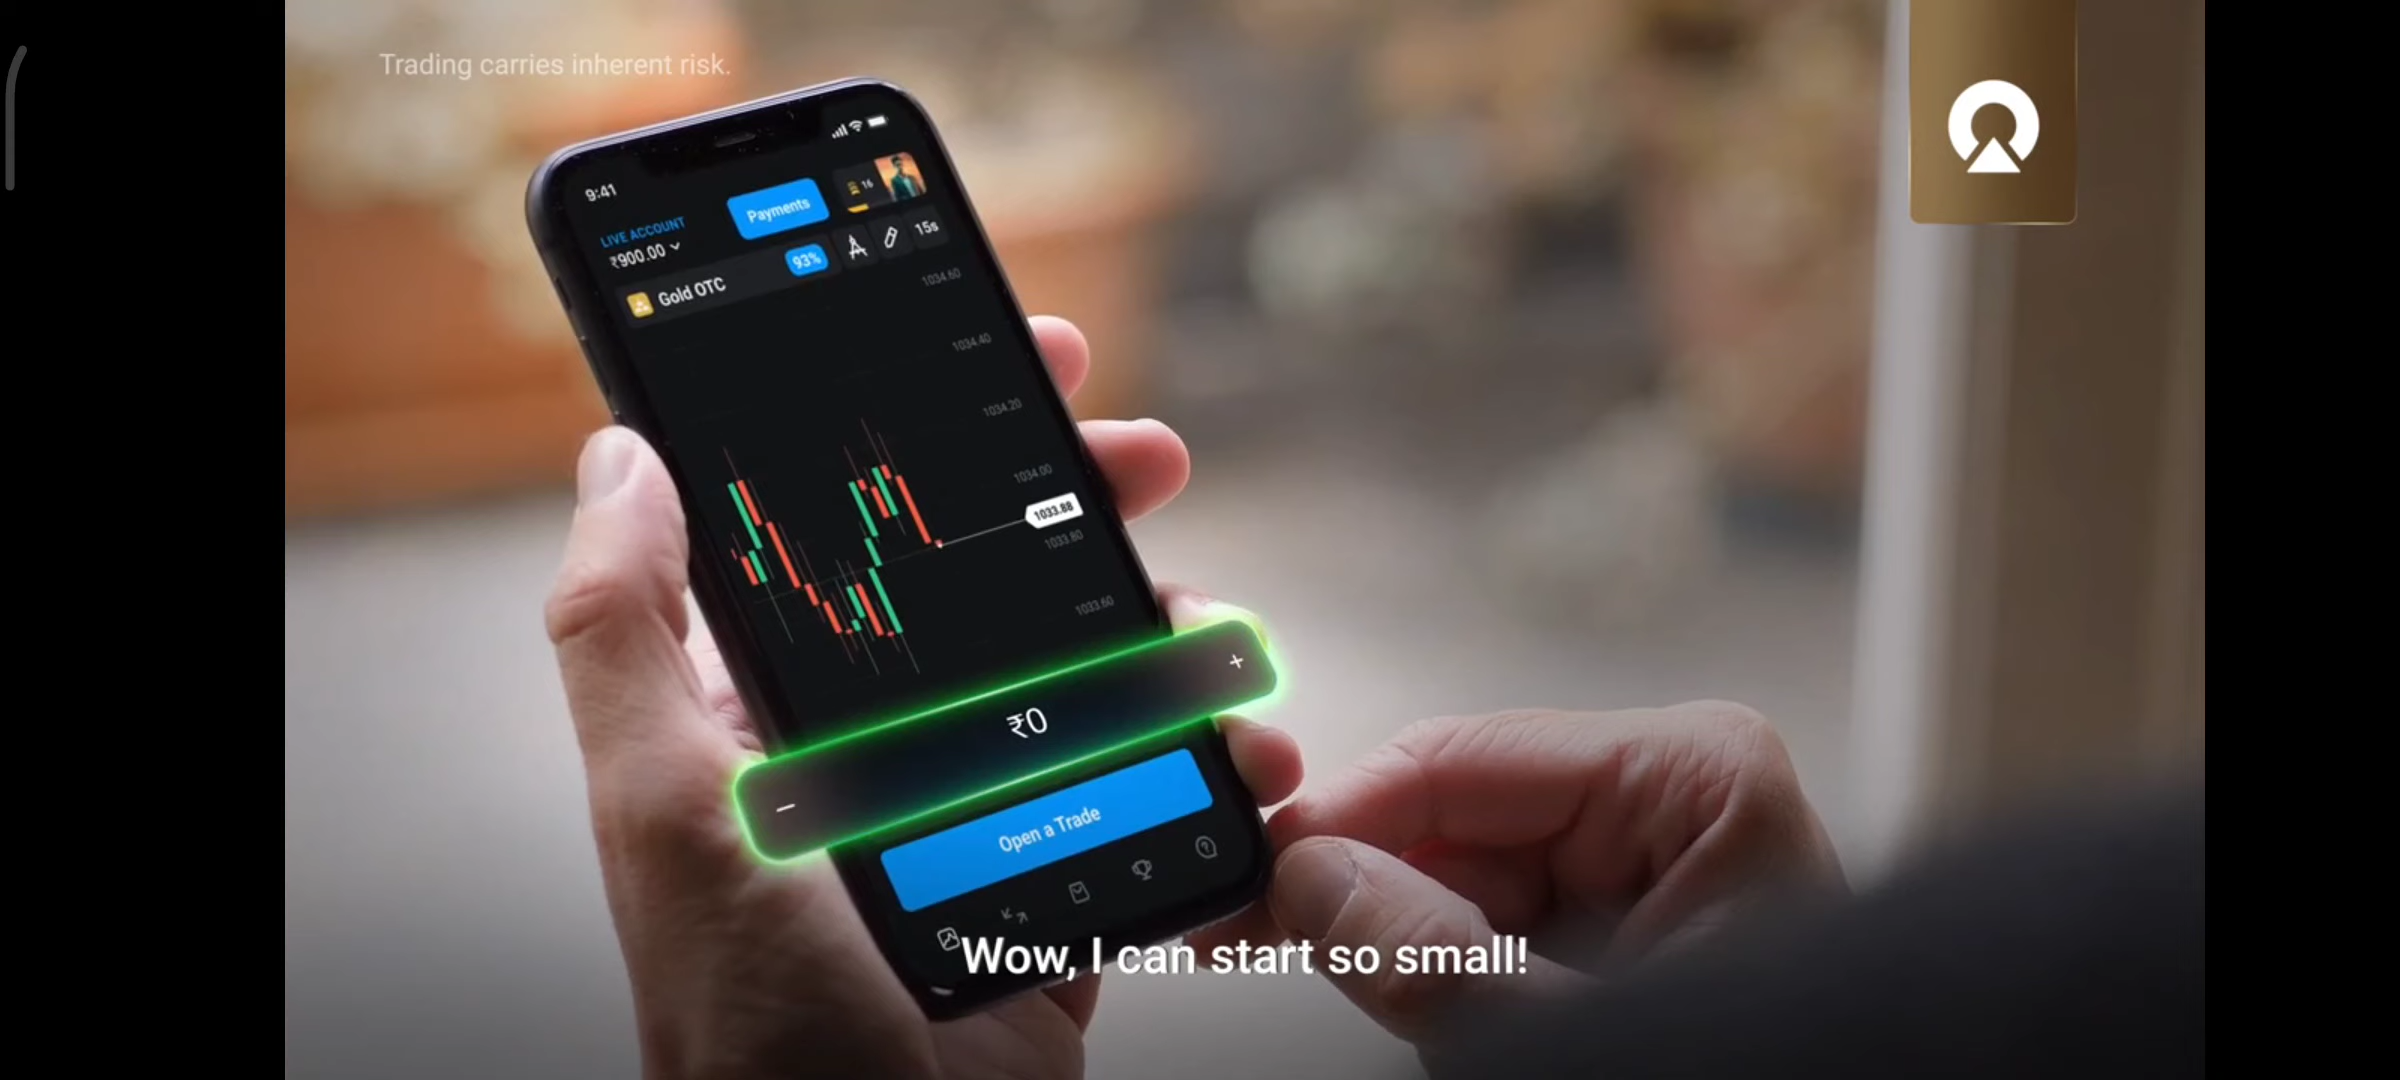 Trading carries inherent risk.
9:41
LIVE ACCOUNT
₹900.00
Payments
16
Gold OTC
93%
15s
1034.60
1034.40
1034.20
1034.00
1033.88
1033.80
1033.60
₹0
+
−
Open a Trade
Wow, I can start so small!